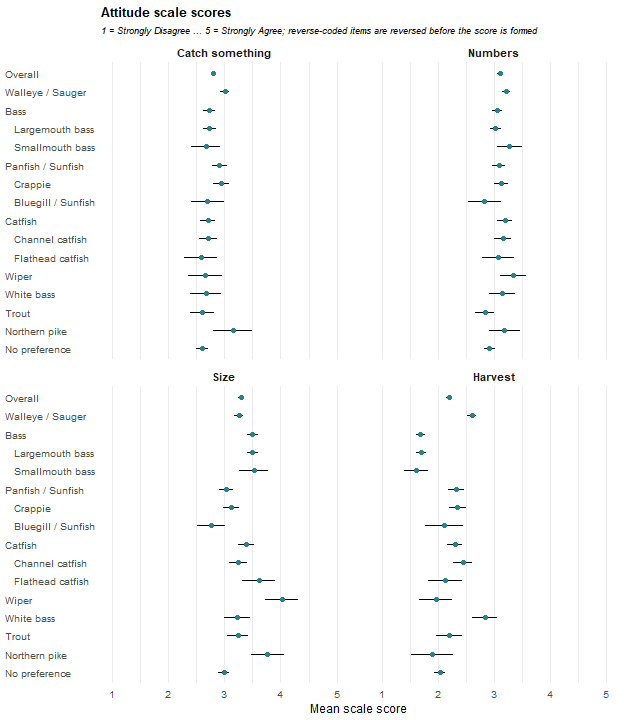 Attitude scale scores
1 = Strongly Disagree ... 5 = Strongly Agree; reverse-coded items are reversed before the score is formed
Catch something
Numbers
Overall
Walleye / Sauger
Bass
Largemouth bass
Smallmouth bass
Panfish / Sunfish
Crappie
Bluegill / Sunfish
Catfish
Channel catfish
Flathead catfish
Wiper
White bass
Trout
Northern pike
No preference
Size
Harvest
Overall
Walleye / Sauger
Bass
Largemouth bass
Smallmouth bass
Panfish / Sunfish
Crappie
Bluegill / Sunfish
Catfish
Channel catfish
Flathead catfish
Wiper
White bass
Trout
Northern pike
No preference
1 2 3 4 5 1 2 3 4 5
Mean scale score